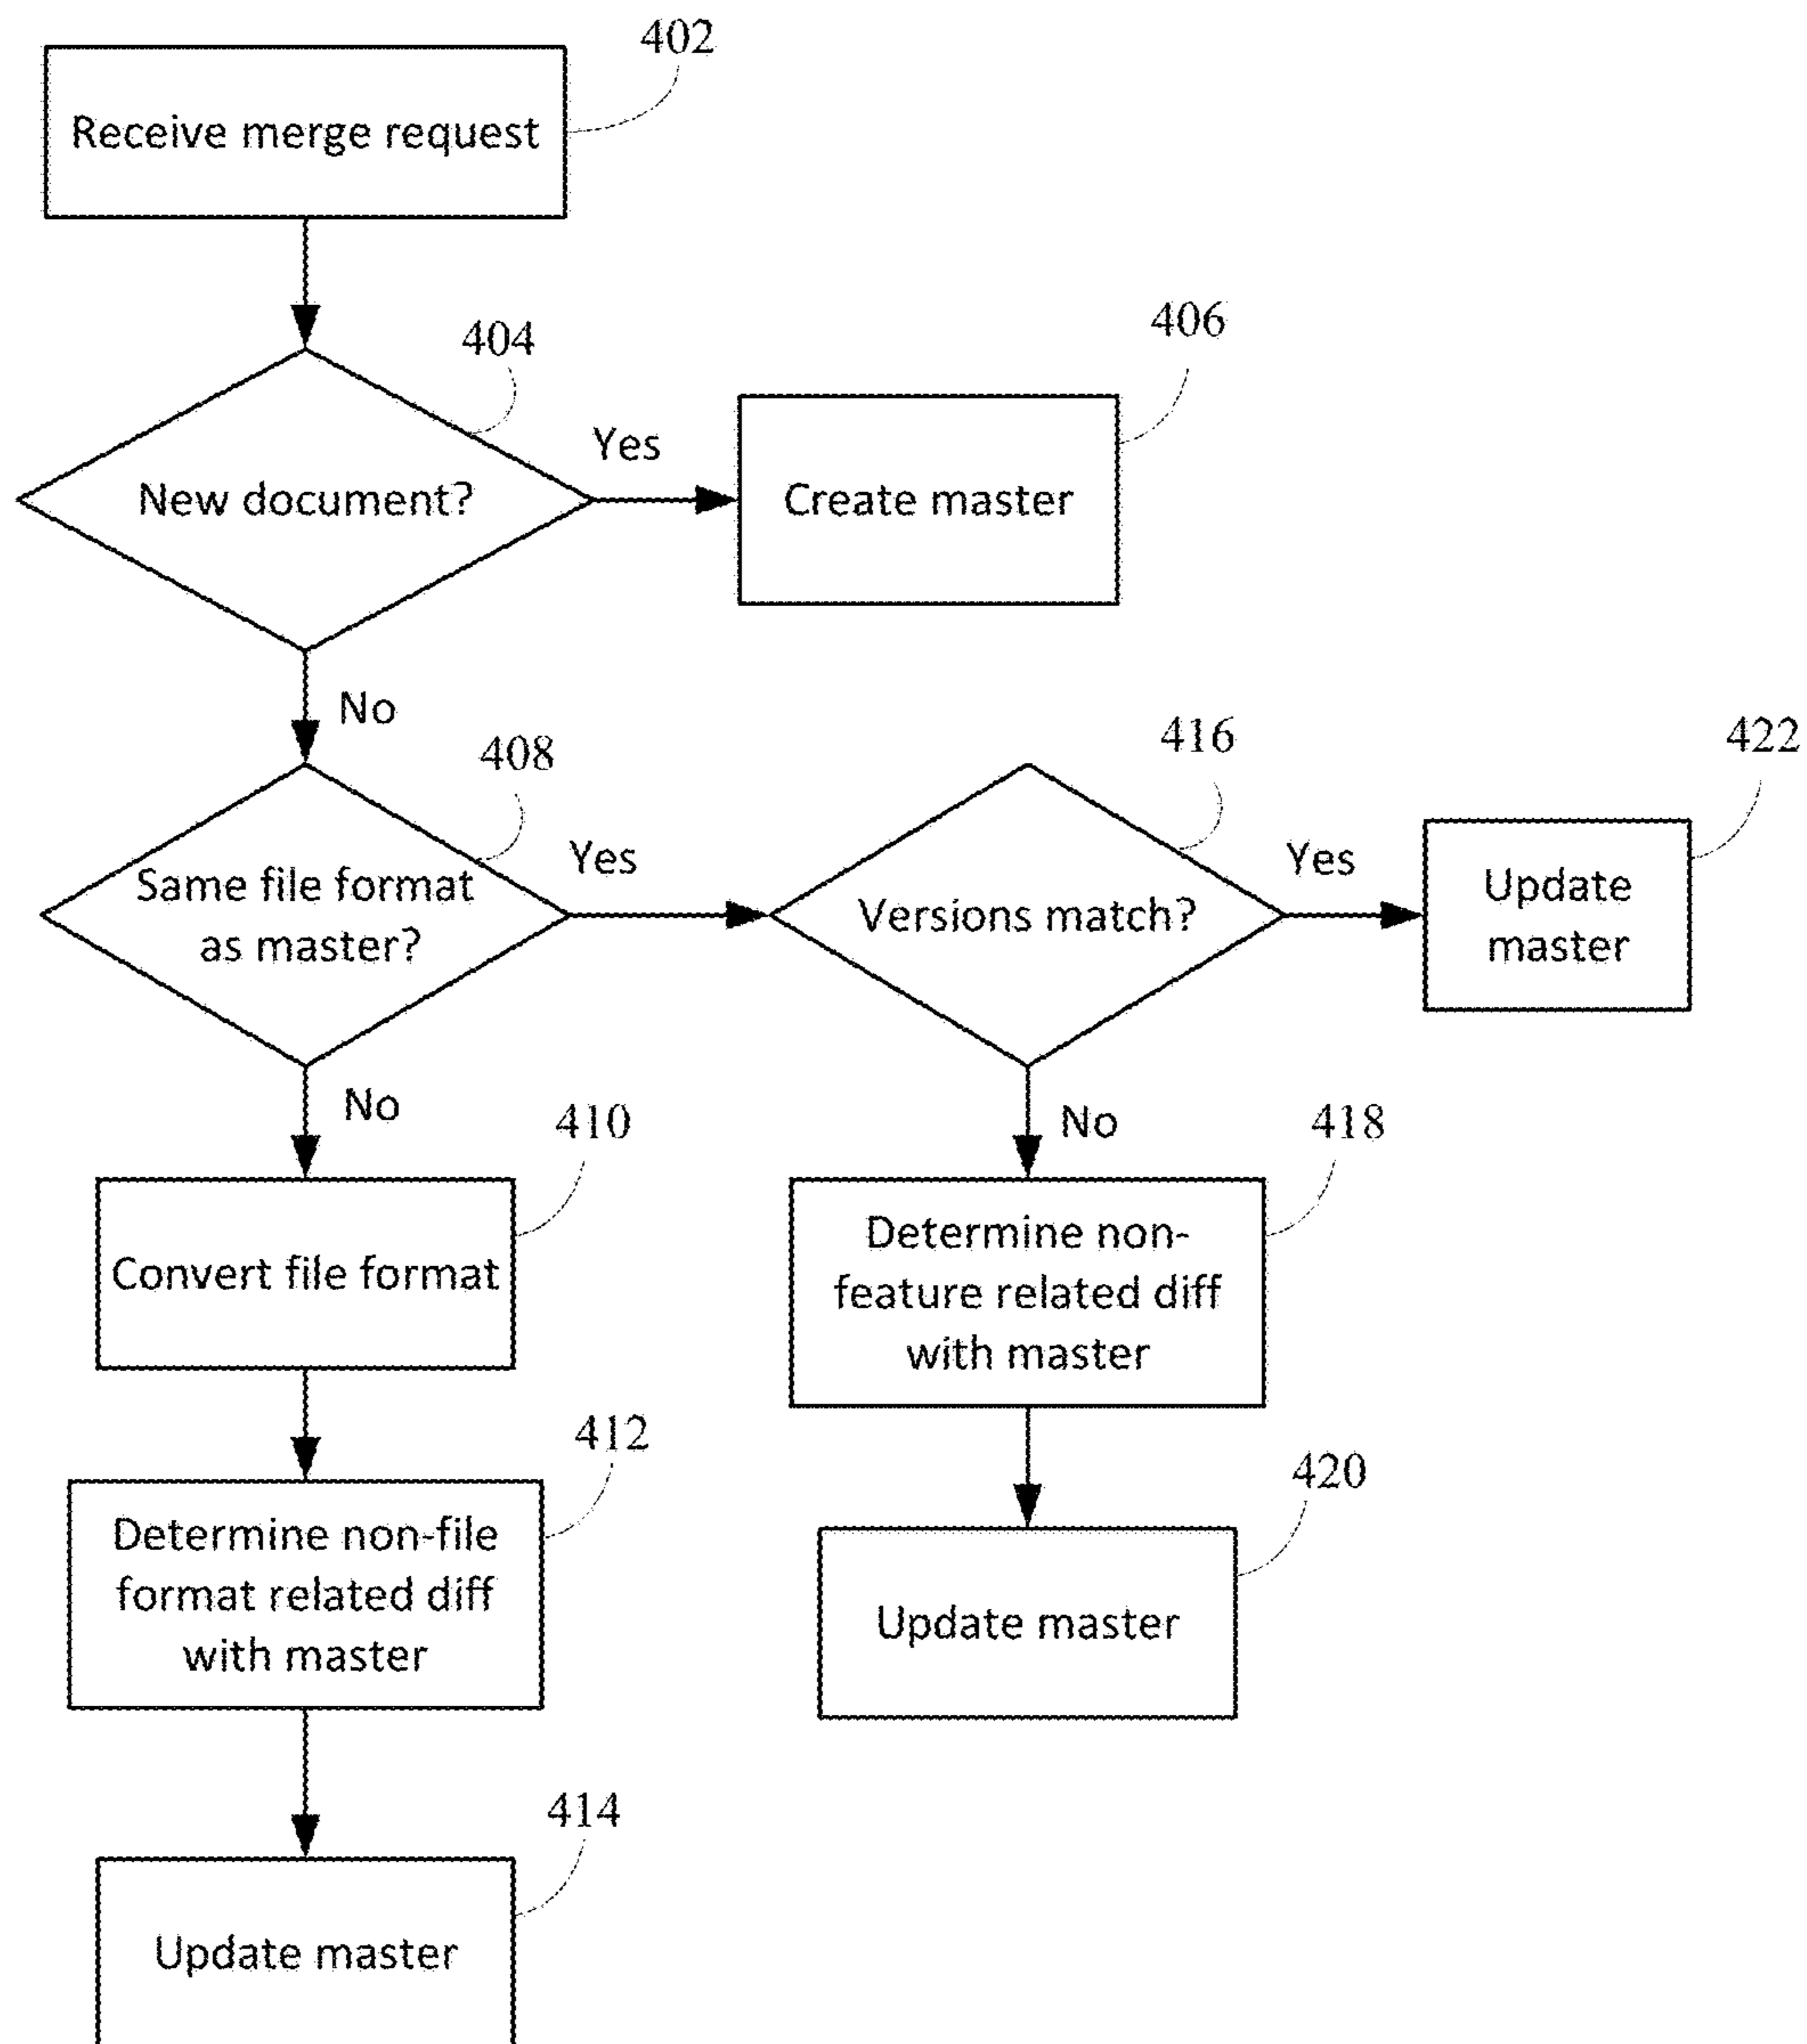 402
Receive merge request
404
New document?
Yes
406
Create master
No
408
Same file format
as master?
Yes
416
Versions match?
Yes
422
Update
master
No
410
Convert file format
No
418
Determine non-
feature related diff
with master
412
Determine non-file
format related diff
with master
420
Update master
414
Update master